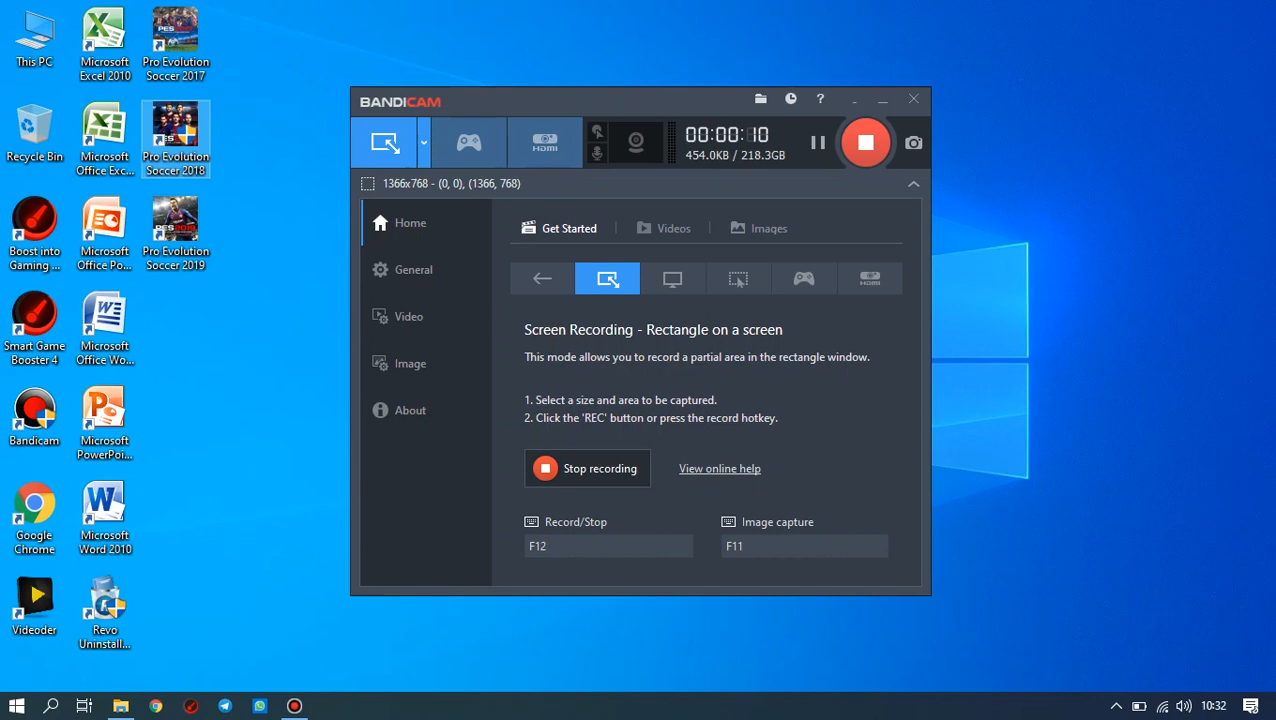 This PC
Microsoft
Excel 2010
Pro Evolution
Soccer 2017
Recycle Bin
Microsoft
Office Exc...
Pro Evolution
Soccer 2018
Boost into
Gaming ...
Microsoft
Office Po...
PES 2019
Pro Evolution
Soccer 2019
Smart Game
Booster 4
Microsoft
Office Wo...
Bandicam
Microsoft
PowerPoi...
Google
Chrome
Microsoft
Word 2010
Videoder
Revo
Uninstall...
BANDICAM
?
HDMI
00:00:10
454.0KB / 218.3GB
1366x768 - (0, 0), (1366, 768)
Home
General
Video
Image
About
Get Started
Videos
Images
HDMI
Screen Recording - Rectangle on a screen
This mode allows you to record a partial area in the rectangle window.
1. Select a size and area to be captured.
2. Click the 'REC' button or press the record hotkey.
Stop recording
View online help
Record/Stop
Image capture
F12
F11
10:32